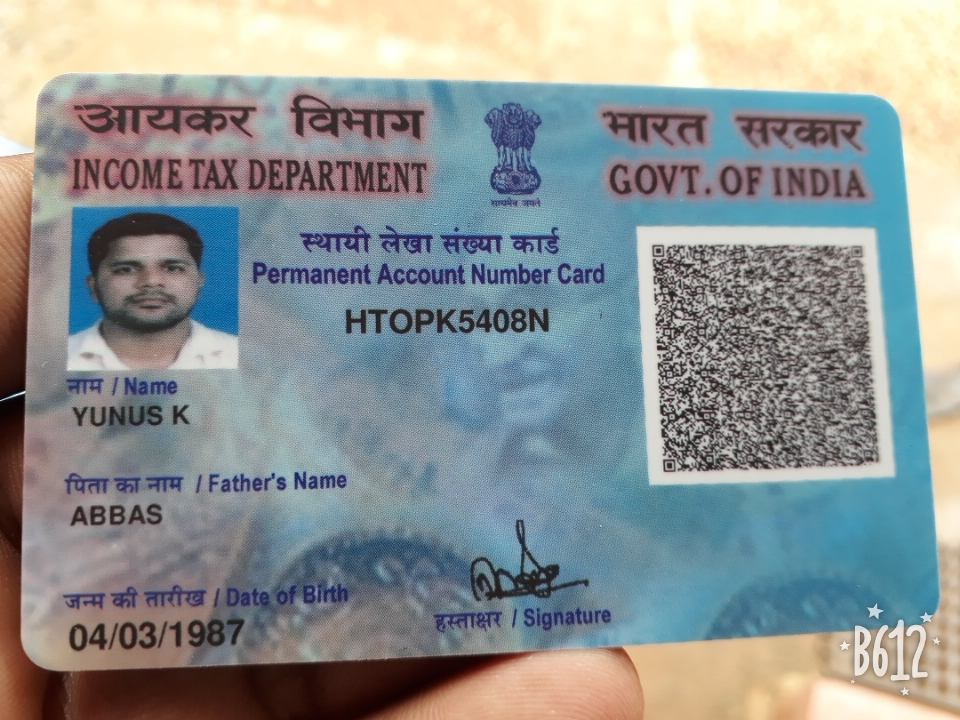 आयकर विभाग
INCOME TAX DEPARTMENT
सत्यमेव जयते
भारत सरकार
GOVT. OF INDIA
स्थायी लेखा संख्या कार्ड
Permanent Account Number Card
HTOPK5408N
नाम / Name
YUNUS K
पिता का नाम / Father's Name
ABBAS
जन्म की तारीख / Date of Birth
04/03/1987
हस्ताक्षर / Signature
B612